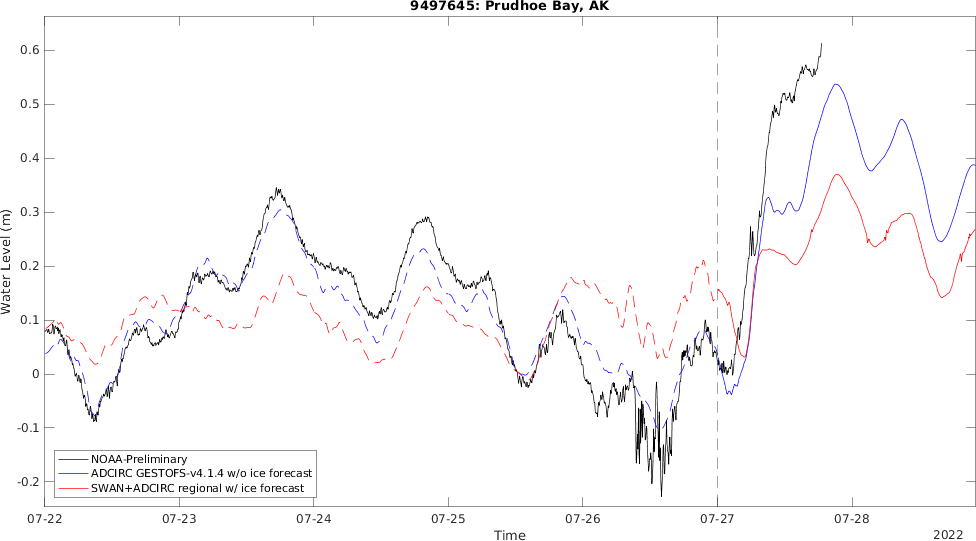 9497645: Prudhoe Bay, AK
Water Level (m)
0.6
0.5
0.4
0.3
0.2
0.1
0
-0.1
-0.2
NOAA-Preliminary
ADCIRC GESTOFS-v4.1.4 w/o ice forecast
SWAN+ADCIRC regional w/ ice forecast
07-22 07-23 07-24 07-25 07-26 07-27 07-28
Time
2022